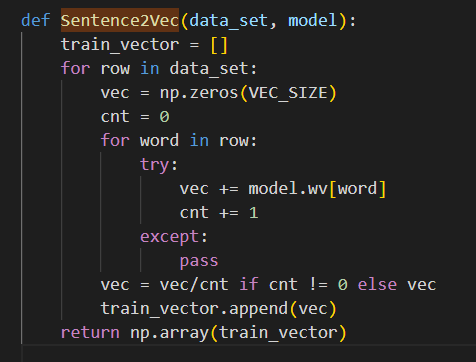 def Sentence2Vec(data_set, model):
    train_vector = []
    for row in data_set:
        vec = np.zeros(VEC_SIZE)
        cnt = 0
        for word in row:
            try:
                vec += model.wv[word]
                cnt += 1
            except:
                pass
        vec = vec/cnt if cnt != 0 else vec
        train_vector.append(vec)
    return np.array(train_vector)